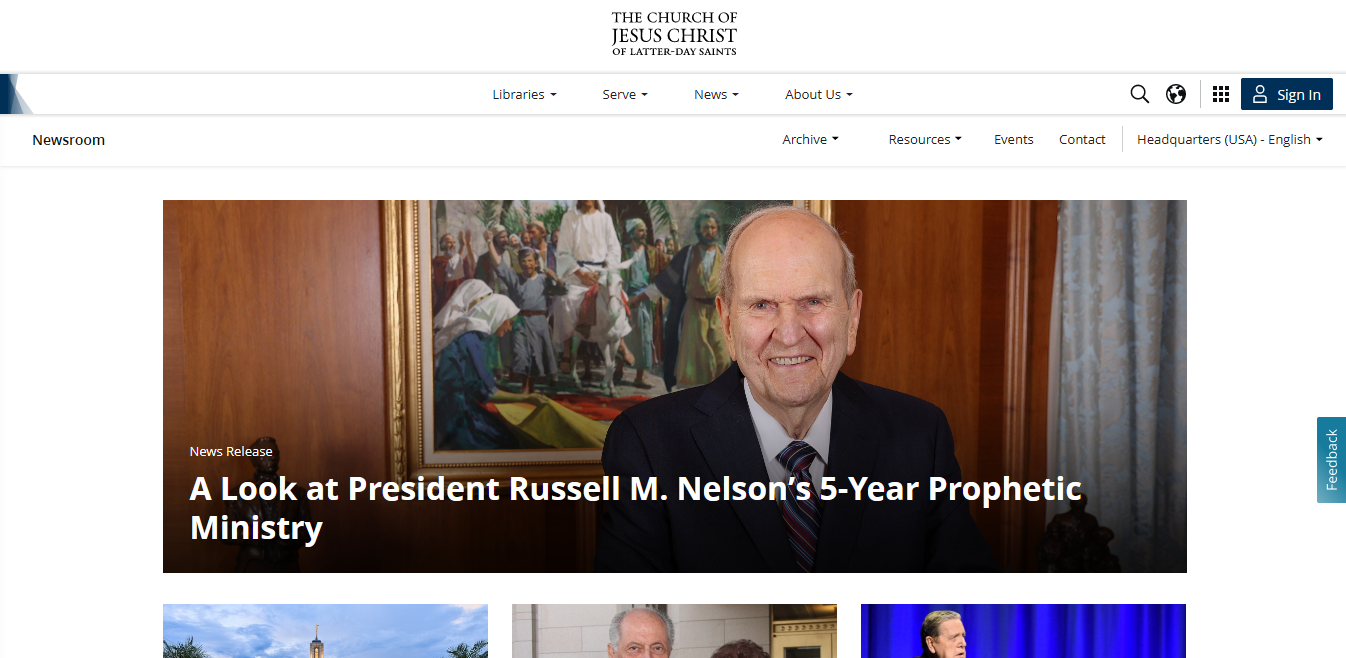 THE CHURCH OF
JESUS CHRIST
OF LATTER-DAY SAINTS
Libraries
Serve
News
About Us
Sign In
Newsroom
Archive
Resources
Events
Contact
Headquarters (USA) - English
News Release
A Look at President Russell M. Nelson’s 5-Year Prophetic
Ministry
Feedback